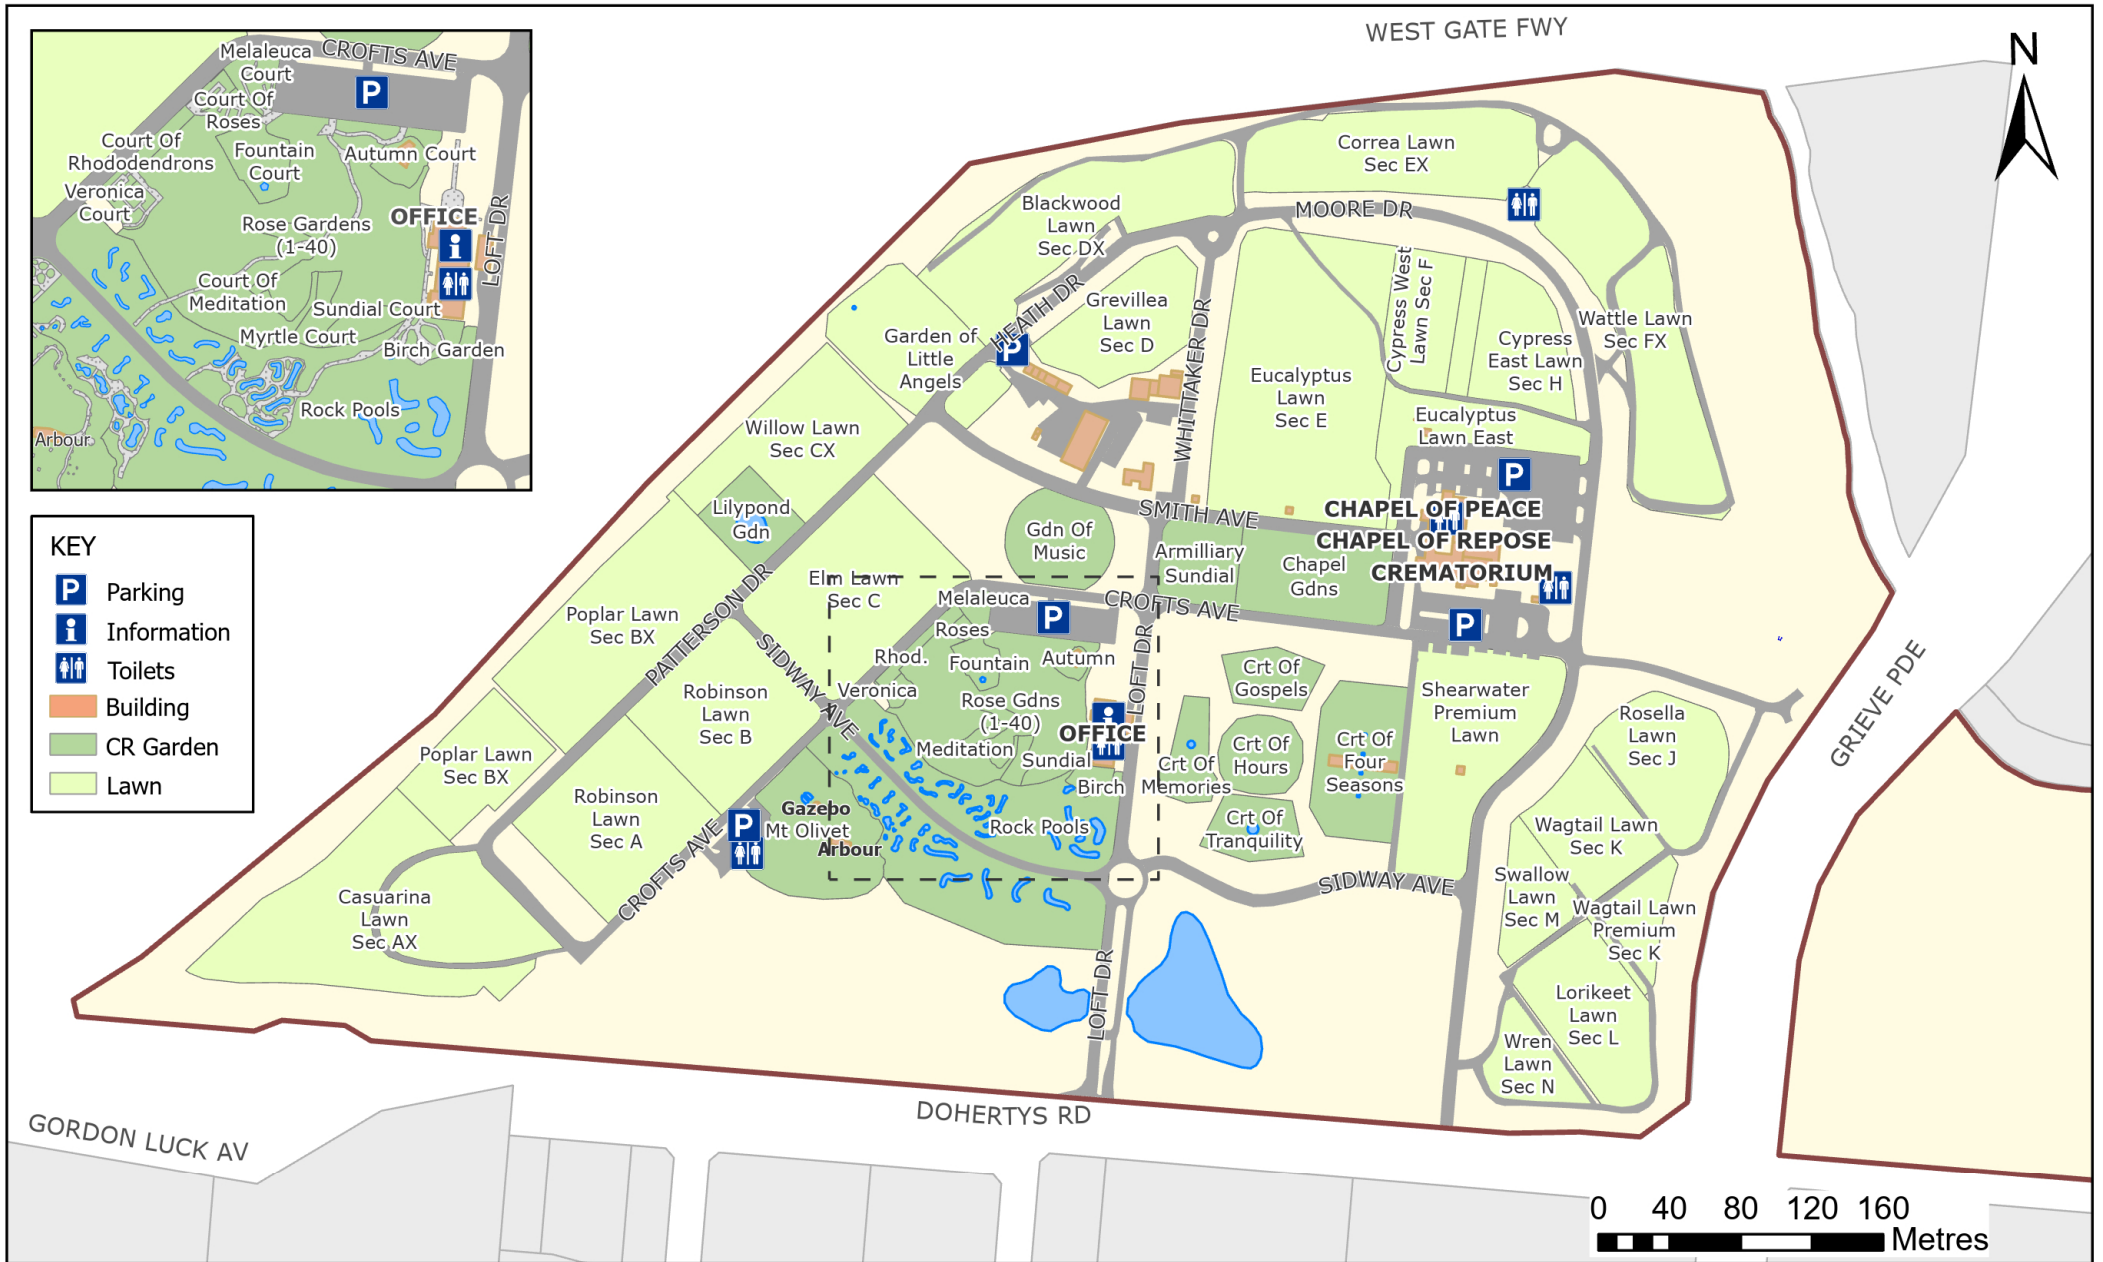 WEST GATE FWY
N
Melaleuca
Court
CROFTS AVE
P
Court Of
Roses
Court Of
Rhododendrons
Fountain
Court
Autumn Court
Veronica
Court
OFFICE
Rose Gardens
(1-40)
LOFT DR
Court Of
Meditation
Sundial Court
Myrtle Court
Birch Garden
Rock Pools
Arbour
KEY
P
Parking
i
Information
Toilets
Building
CR Garden
Lawn
Correa Lawn
Sec EX
Blackwood
Lawn
Sec DX
MOORE DR
HEATH DR
P
Grevillea
Lawn
Sec D
WHITTAKER DR
Cypress West
Lawn Sec F
Cypress
East Lawn
Sec H
Wattle Lawn
Sec FX
Garden of
Little
Angels
Eucalyptus
Lawn
Sec E
Eucalyptus
Lawn East
Willow Lawn
Sec CX
P
Lilypond
Gdn
SMITH AVE
CHAPEL OF PEACE
CHAPEL OF REPOSE
CREMATORIUM
Gdn Of
Music
Armilliary
Sundial
Chapel
Gdns
Elm Lawn
Sec C
PATTERSON DR
Melaleuca
P
CROFTS AVE
P
Poplar Lawn
Sec BX
Roses
SIDWAY AVE
Rhod.
Fountain
Autumn
LOFT DR
Crt Of
Gospels
Veronica
Robinson
Lawn
Sec B
Rose Gdns
(1-40)
i
OFFICE
Shearwater
Premium
Lawn
Rosella
Lawn
Sec J
GRIEVE PDE
Meditation
Sundial
Crt Of
Hours
Crt Of
Four
Seasons
Poplar Lawn
Sec BX
Birch
Crt Of
Memories
Robinson
Lawn
Sec A
P
Gazebo
Mt Olivet
Arbour
Rock Pools
Crt Of
Tranquility
Wagtail Lawn
Sec K
CROFTS AVE
SIDWAY AVE
Swallow
Lawn
Sec M
Casuarina
Lawn
Sec AX
Wagtail Lawn
Premium
Sec K
LOFT DR
Lorikeet
Lawn
Sec L
Wren
Lawn
Sec N
DOHERTYS RD
GORDON LUCK AV
0 40 80 120 160
Metres